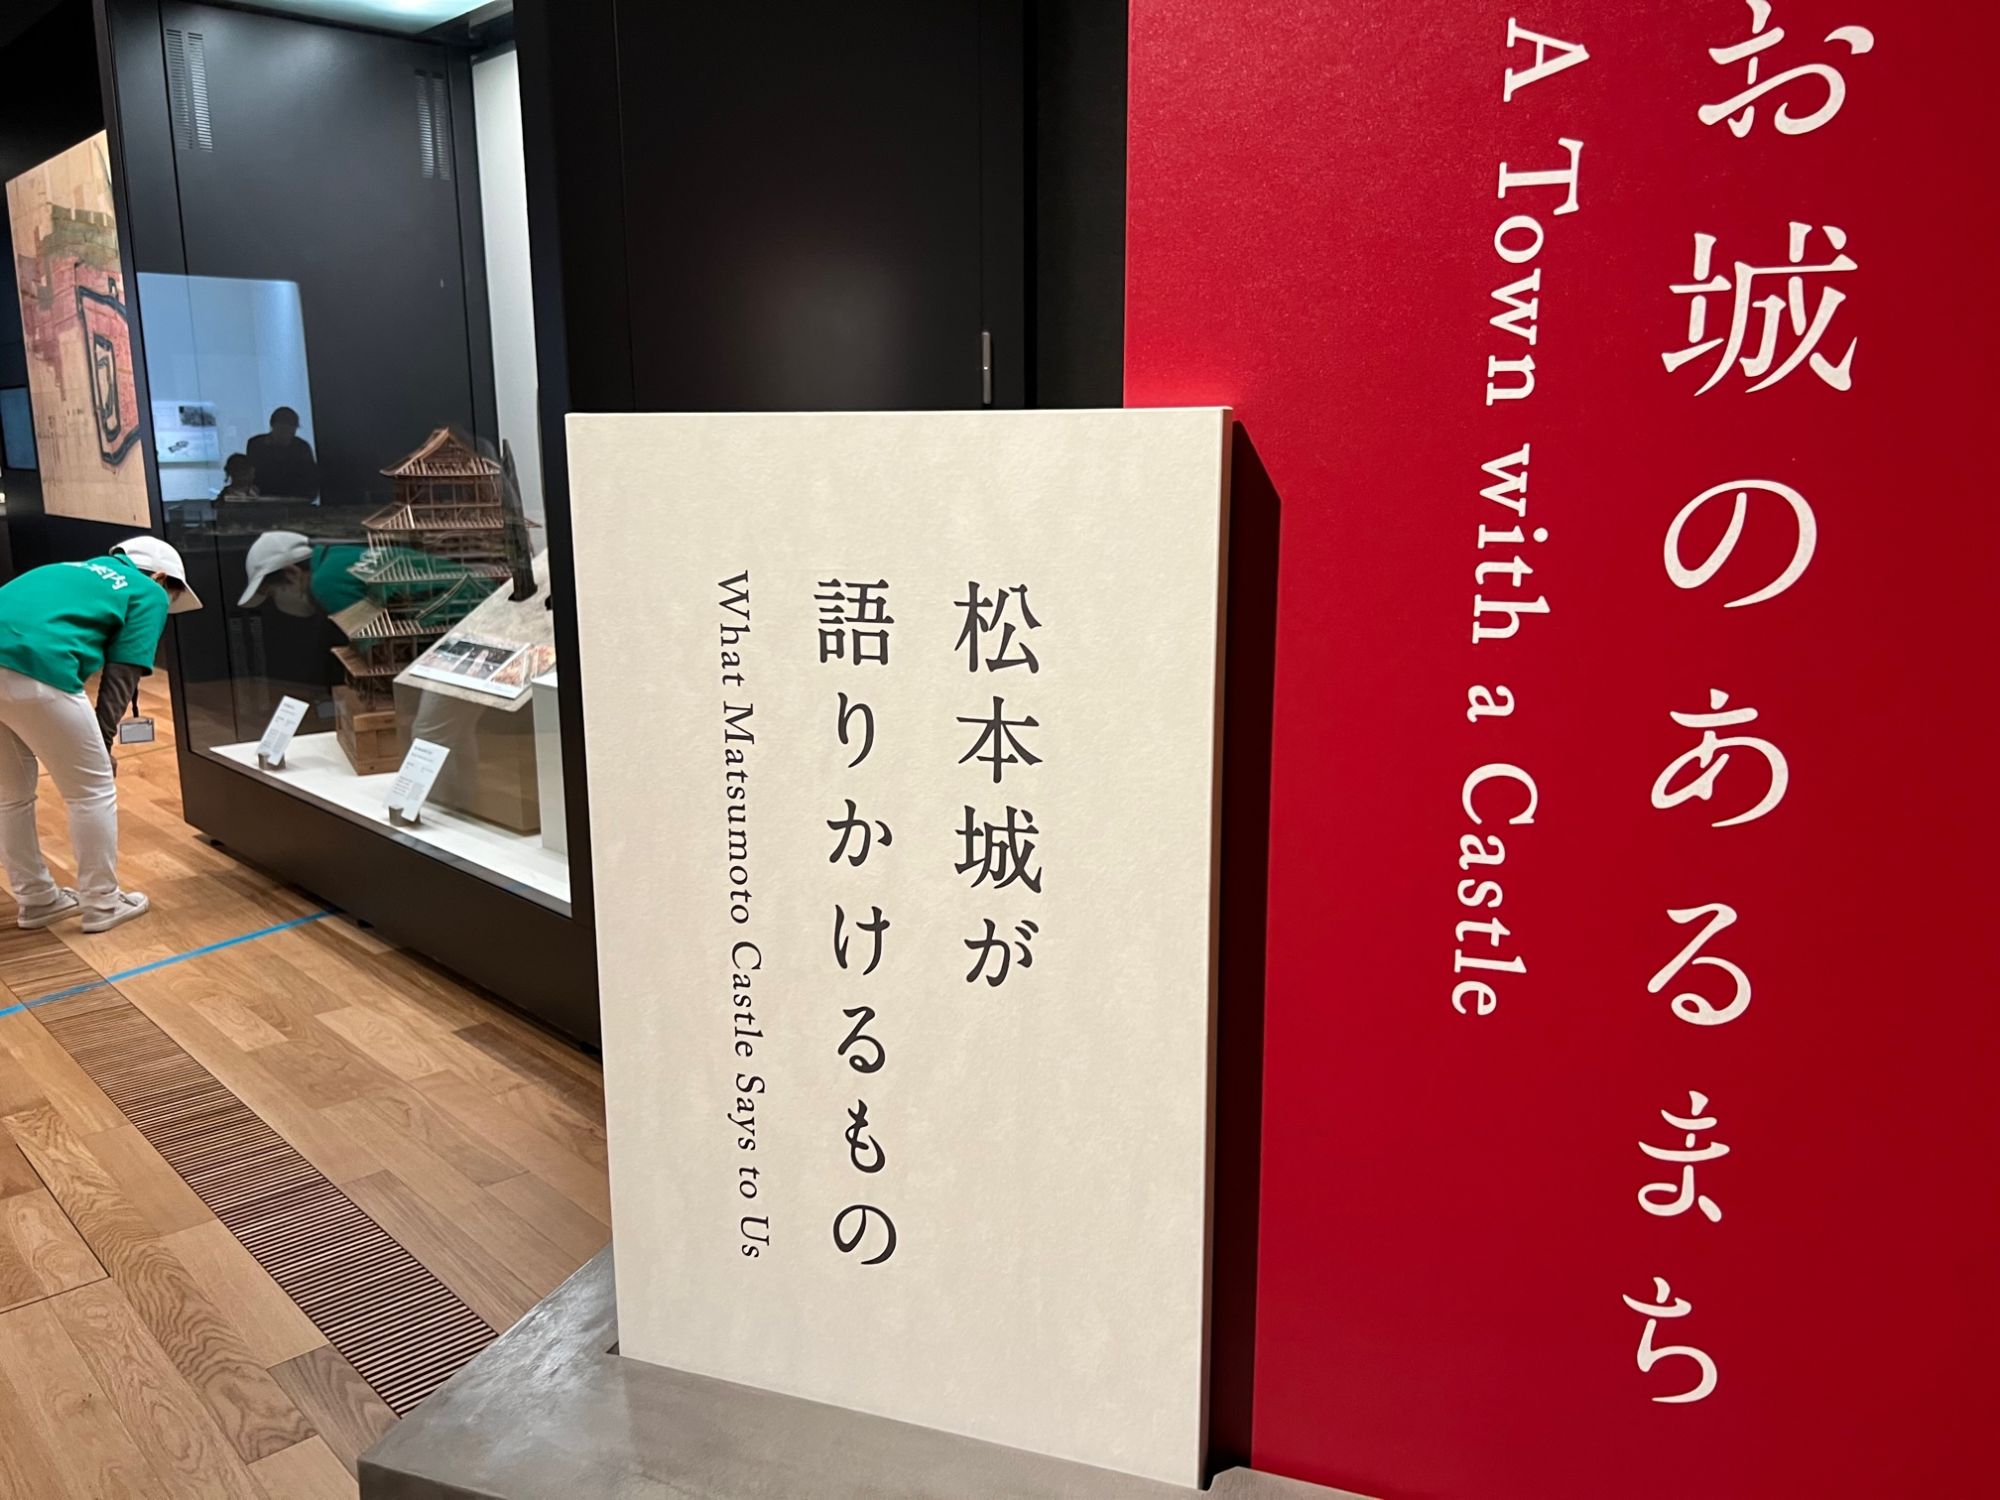 お城のあるまち
A Town with a Castle
松本城が
語りかけるもの
What Matsumoto Castle Says to Us